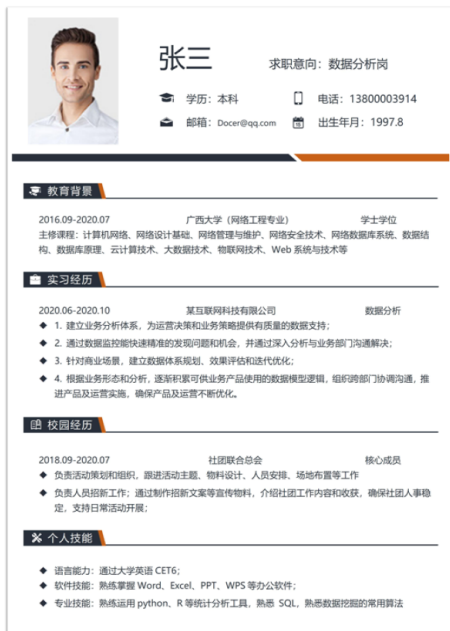 张三
求职意向：数据分析岗
学历：本科 电话：13800003914
邮箱：Docer@qq.com 出生年月：1997.8
教育背景
2016.09-2020.07 广西大学（网络工程专业） 学士学位
主修课程：计算机网络、网络设计基础、网络管理与维护、网络安全技术、网络数据库系统、数据结
构、数据库原理、云计算技术、大数据技术、物联网技术、Web 系统与技术等
实习经历
2020.06-2020.10 某互联网科技有限公司 数据分析
◆ 1. 建立业务分析体系，为运营决策和业务策略提供有质量的数据支持；
◆ 2. 通过数据监控能快速精准的发现问题和机会，并通过深入分析与业务部门沟通解决；
◆ 3. 针对商业场景，建立数据体系规划、效果评估和迭代优化；
◆ 4. 根据业务形态和分析，逐渐积累可供业务产品使用的数据模型逻辑，组织跨部门协调沟通，推
进产品及运营实施，确保产品及运营不断优化。
校园经历
2018.09-2020.07 社团联合总会 核心成员
◆ 负责活动策划和组织，跟进活动主题、物料设计、人员安排、场地布置等工作
◆ 负责人员招新工作；通过制作招新文案等宣传物料，介绍社团工作内容和收获，确保社团人事稳
定，支持日常活动开展；
个人技能
◆ 语言能力：通过大学英语 CET6；
◆ 软件技能：熟练掌握 Word、Excel、PPT、WPS 等办公软件；
◆ 专业技能：熟练运用 python、R 等统计分析工具，熟悉 SQL，熟悉数据挖掘的常用算法